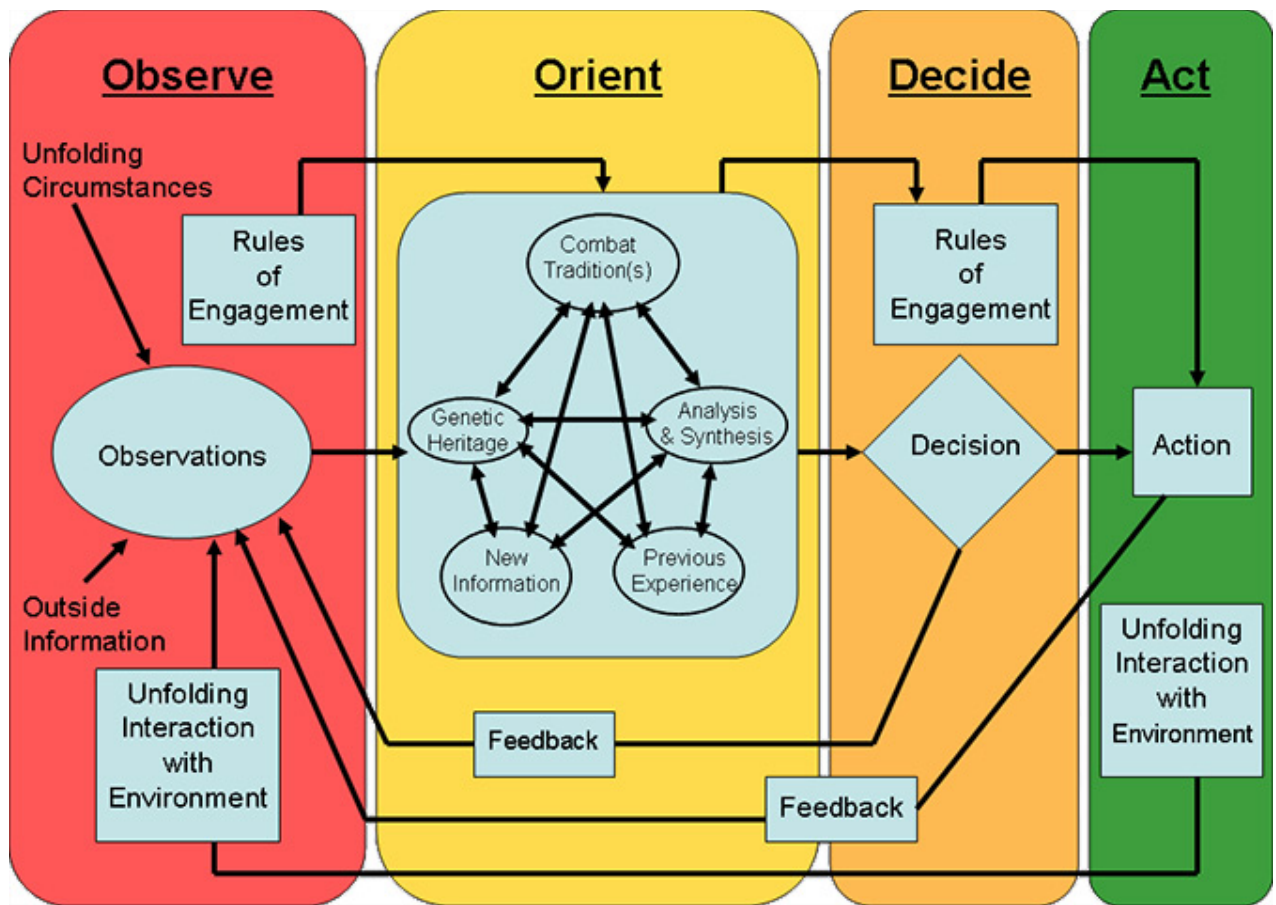 Observe
Orient
Decide
Act
Unfolding
Circumstances
Rules
of
Engagement
Observations
Outside
Information
Unfolding
Interaction
with
Environment
Combat
Tradition(s)
Genetic
Heritage
Analysis
& Synthesis
New
Information
Previous
Experience
Feedback
Feedback
Rules
of
Engagement
Decision
Action
Unfolding
Interaction
with
Environment